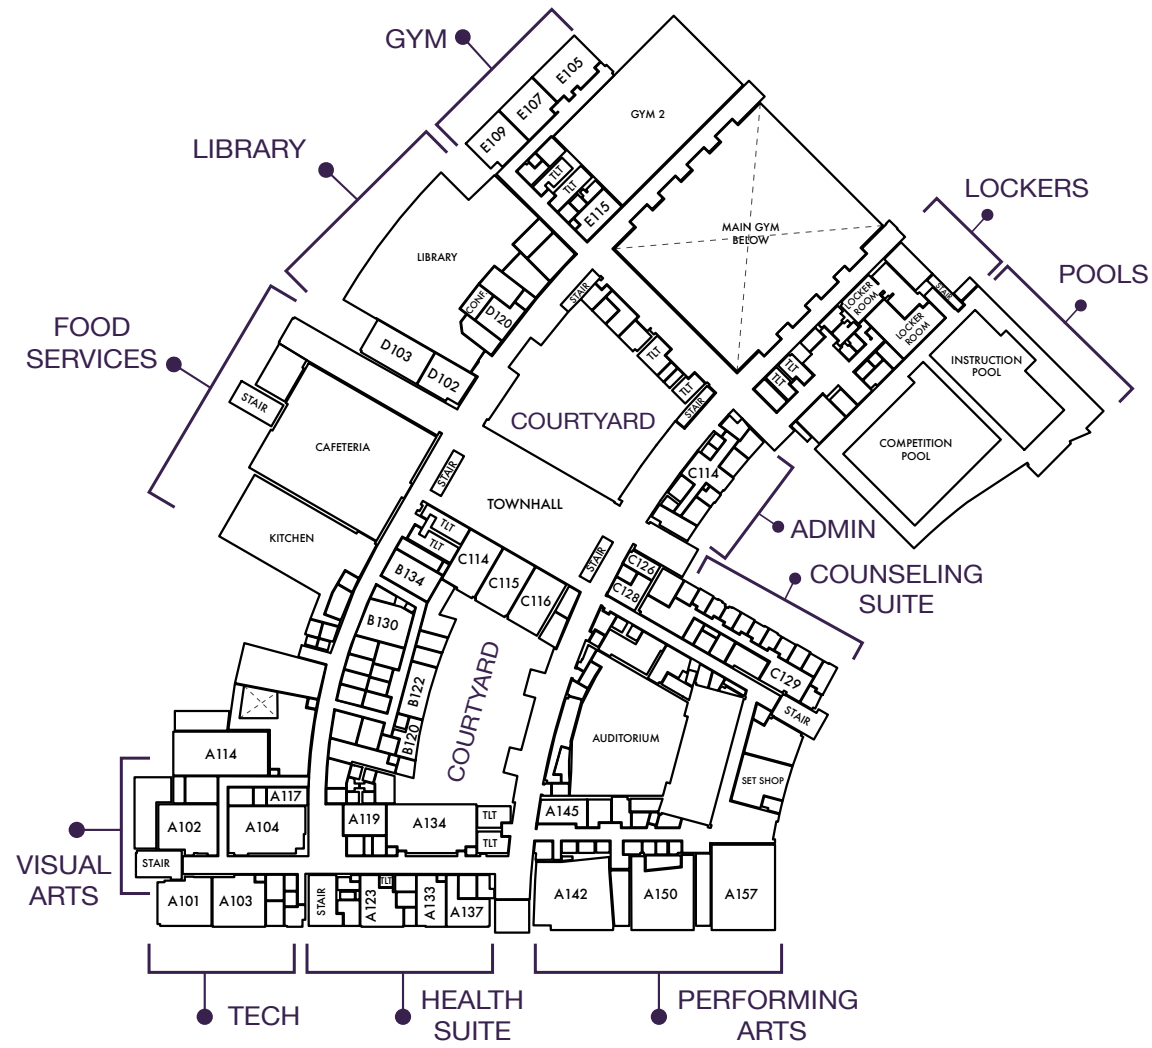 GYM
E105
E107
E109
GYM 2
LIBRARY
TLT
TLT
E115
LOCKERS
MAIN GYM
BELOW
LIBRARY
POOLS
STAIR
STAIR
LOCKER
ROOM
LOCKER
ROOM
CONF.
D120
FOOD
SERVICES
D103
D102
TLT
TLT
TLT
TLT
STAIR
INSTRUCTION
POOL
STAIR
COURTYARD
CAFETERIA
COMPETITION
POOL
STAIR
C114
TOWNHALL
ADMIN
KITCHEN
TLT
TLT
STAIR
C114
C115
C116
B134
C126
C128
COUNSELING
SUITE
B130
B122
B120
COURTYARD
C129
STAIR
AUDITORIUM
SET SHOP
A114
A117
A102
A104
A119
A134
TLT
TLT
A145
STAIR
VISUAL
ARTS
A101
A103
STAIR
A123
TLT
A133
A137
A142
A150
A157
TECH
HEALTH
SUITE
PERFORMING
ARTS